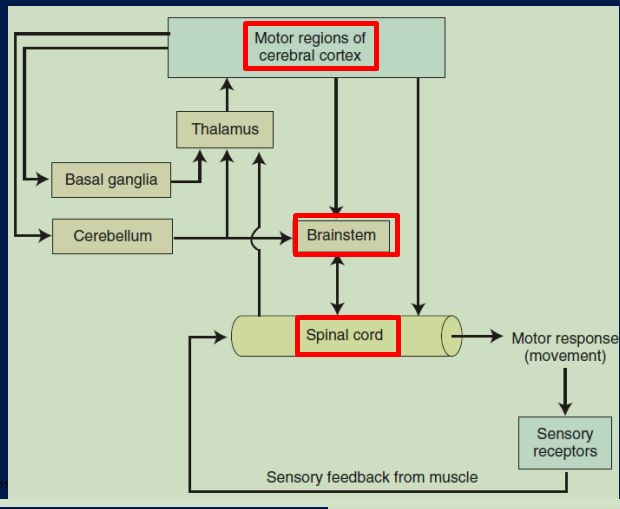 Motor regions of
cerebral cortex
Thalamus
Basal ganglia
Cerebellum
Brainstem
Spinal cord
Motor response
(movement)
Sensory
receptors
Sensory feedback from muscle